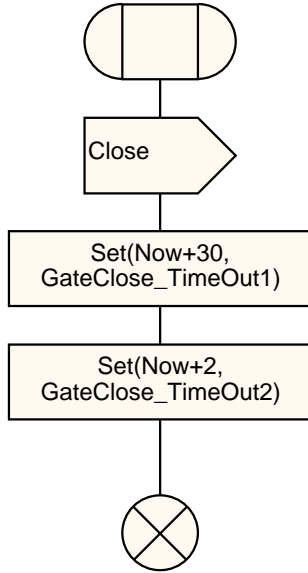 Close
Set(Now+30,
GateClose_TimeOut1)
Set(Now+2,
GateClose_TimeOut2)